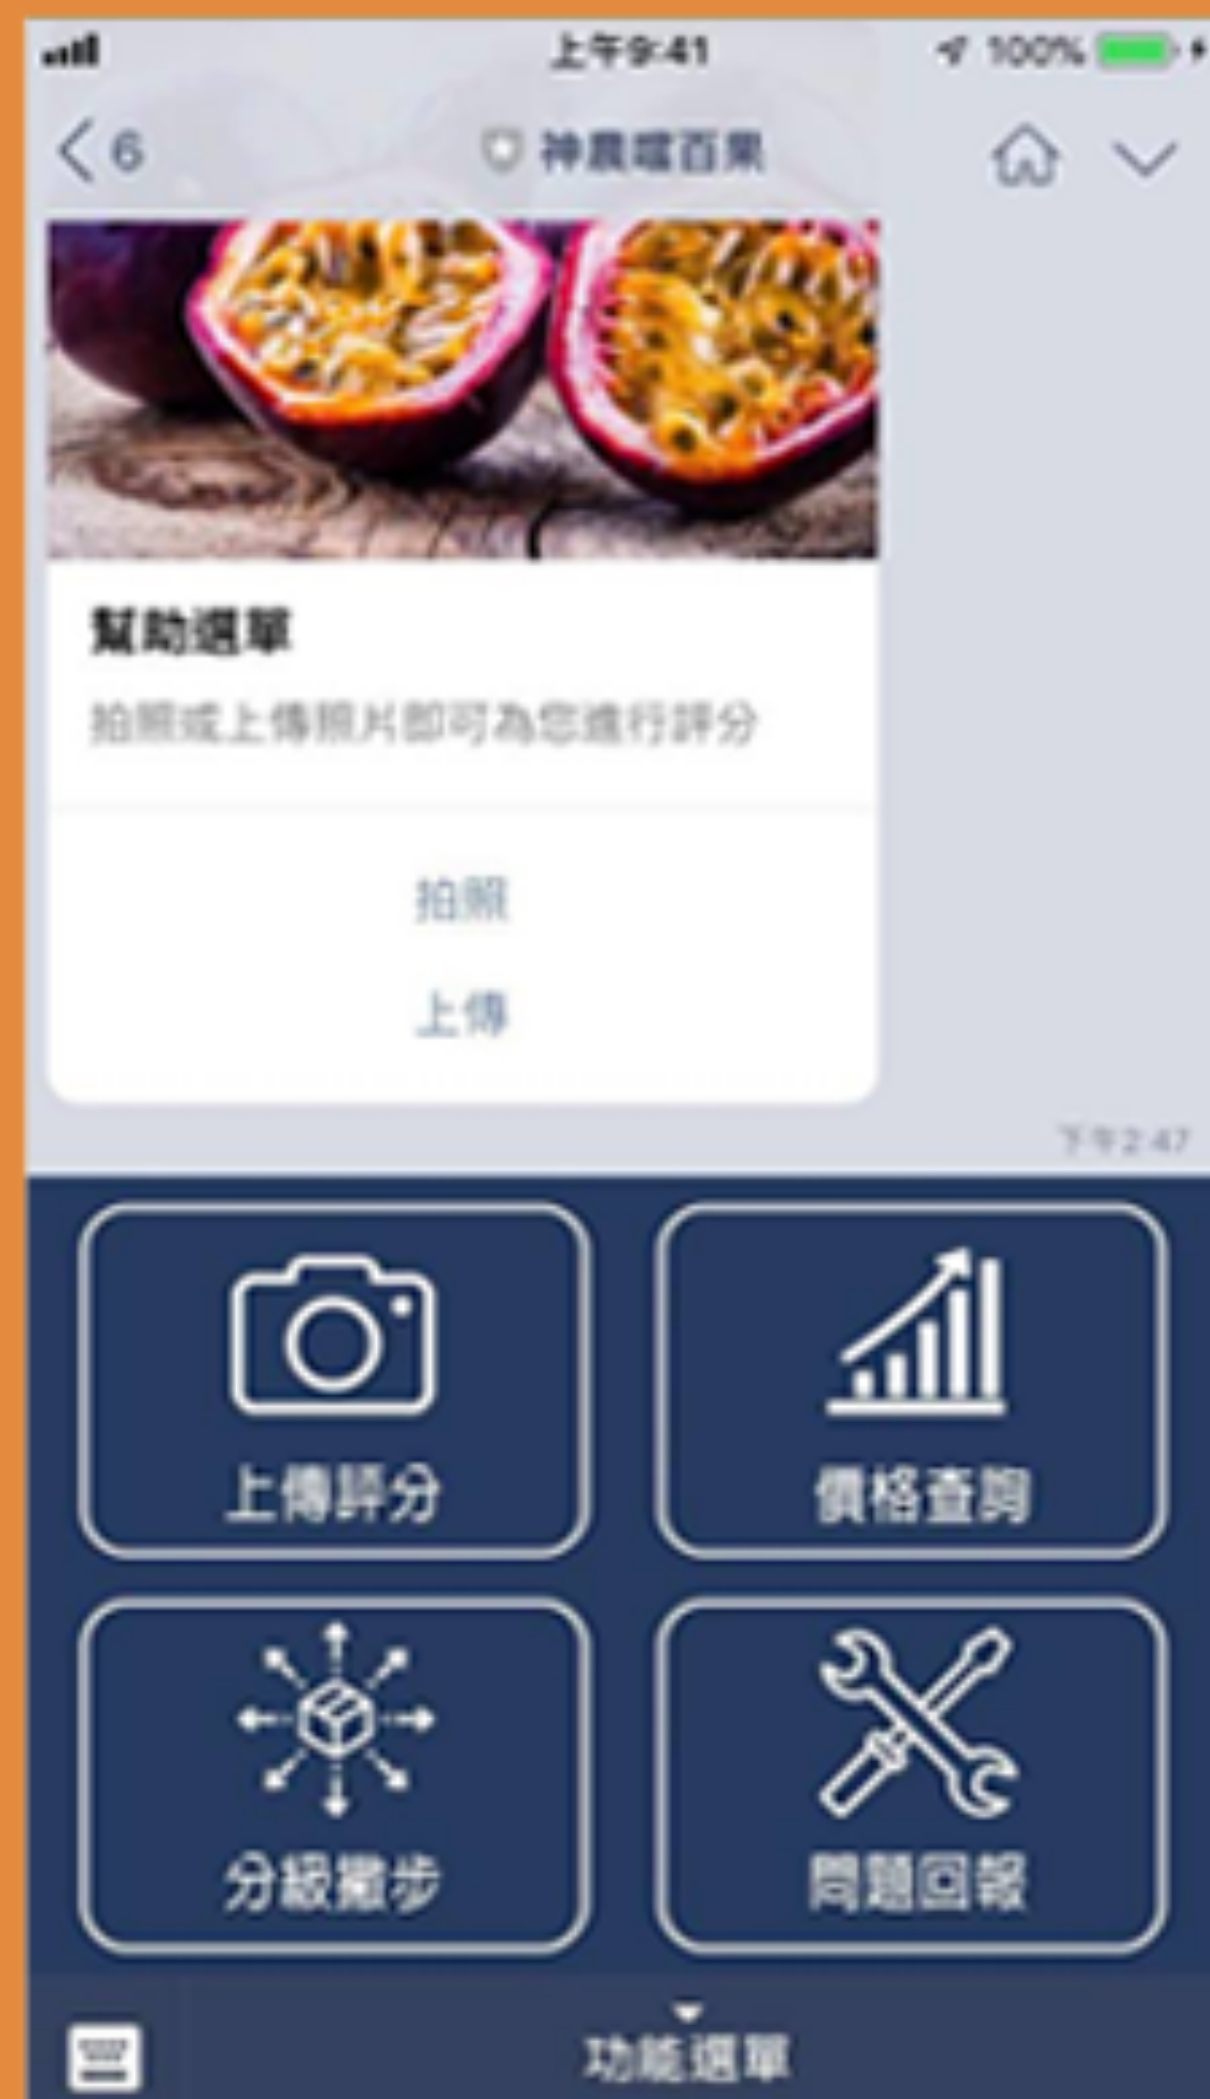 上午9:41
100%
6
神農嚐百果
幫助選單
拍照或上傳照片即可為您進行評分
拍照
上傳
下午2:47
上傳評分
價格查詢
分級撇步
問題回報
功能選單